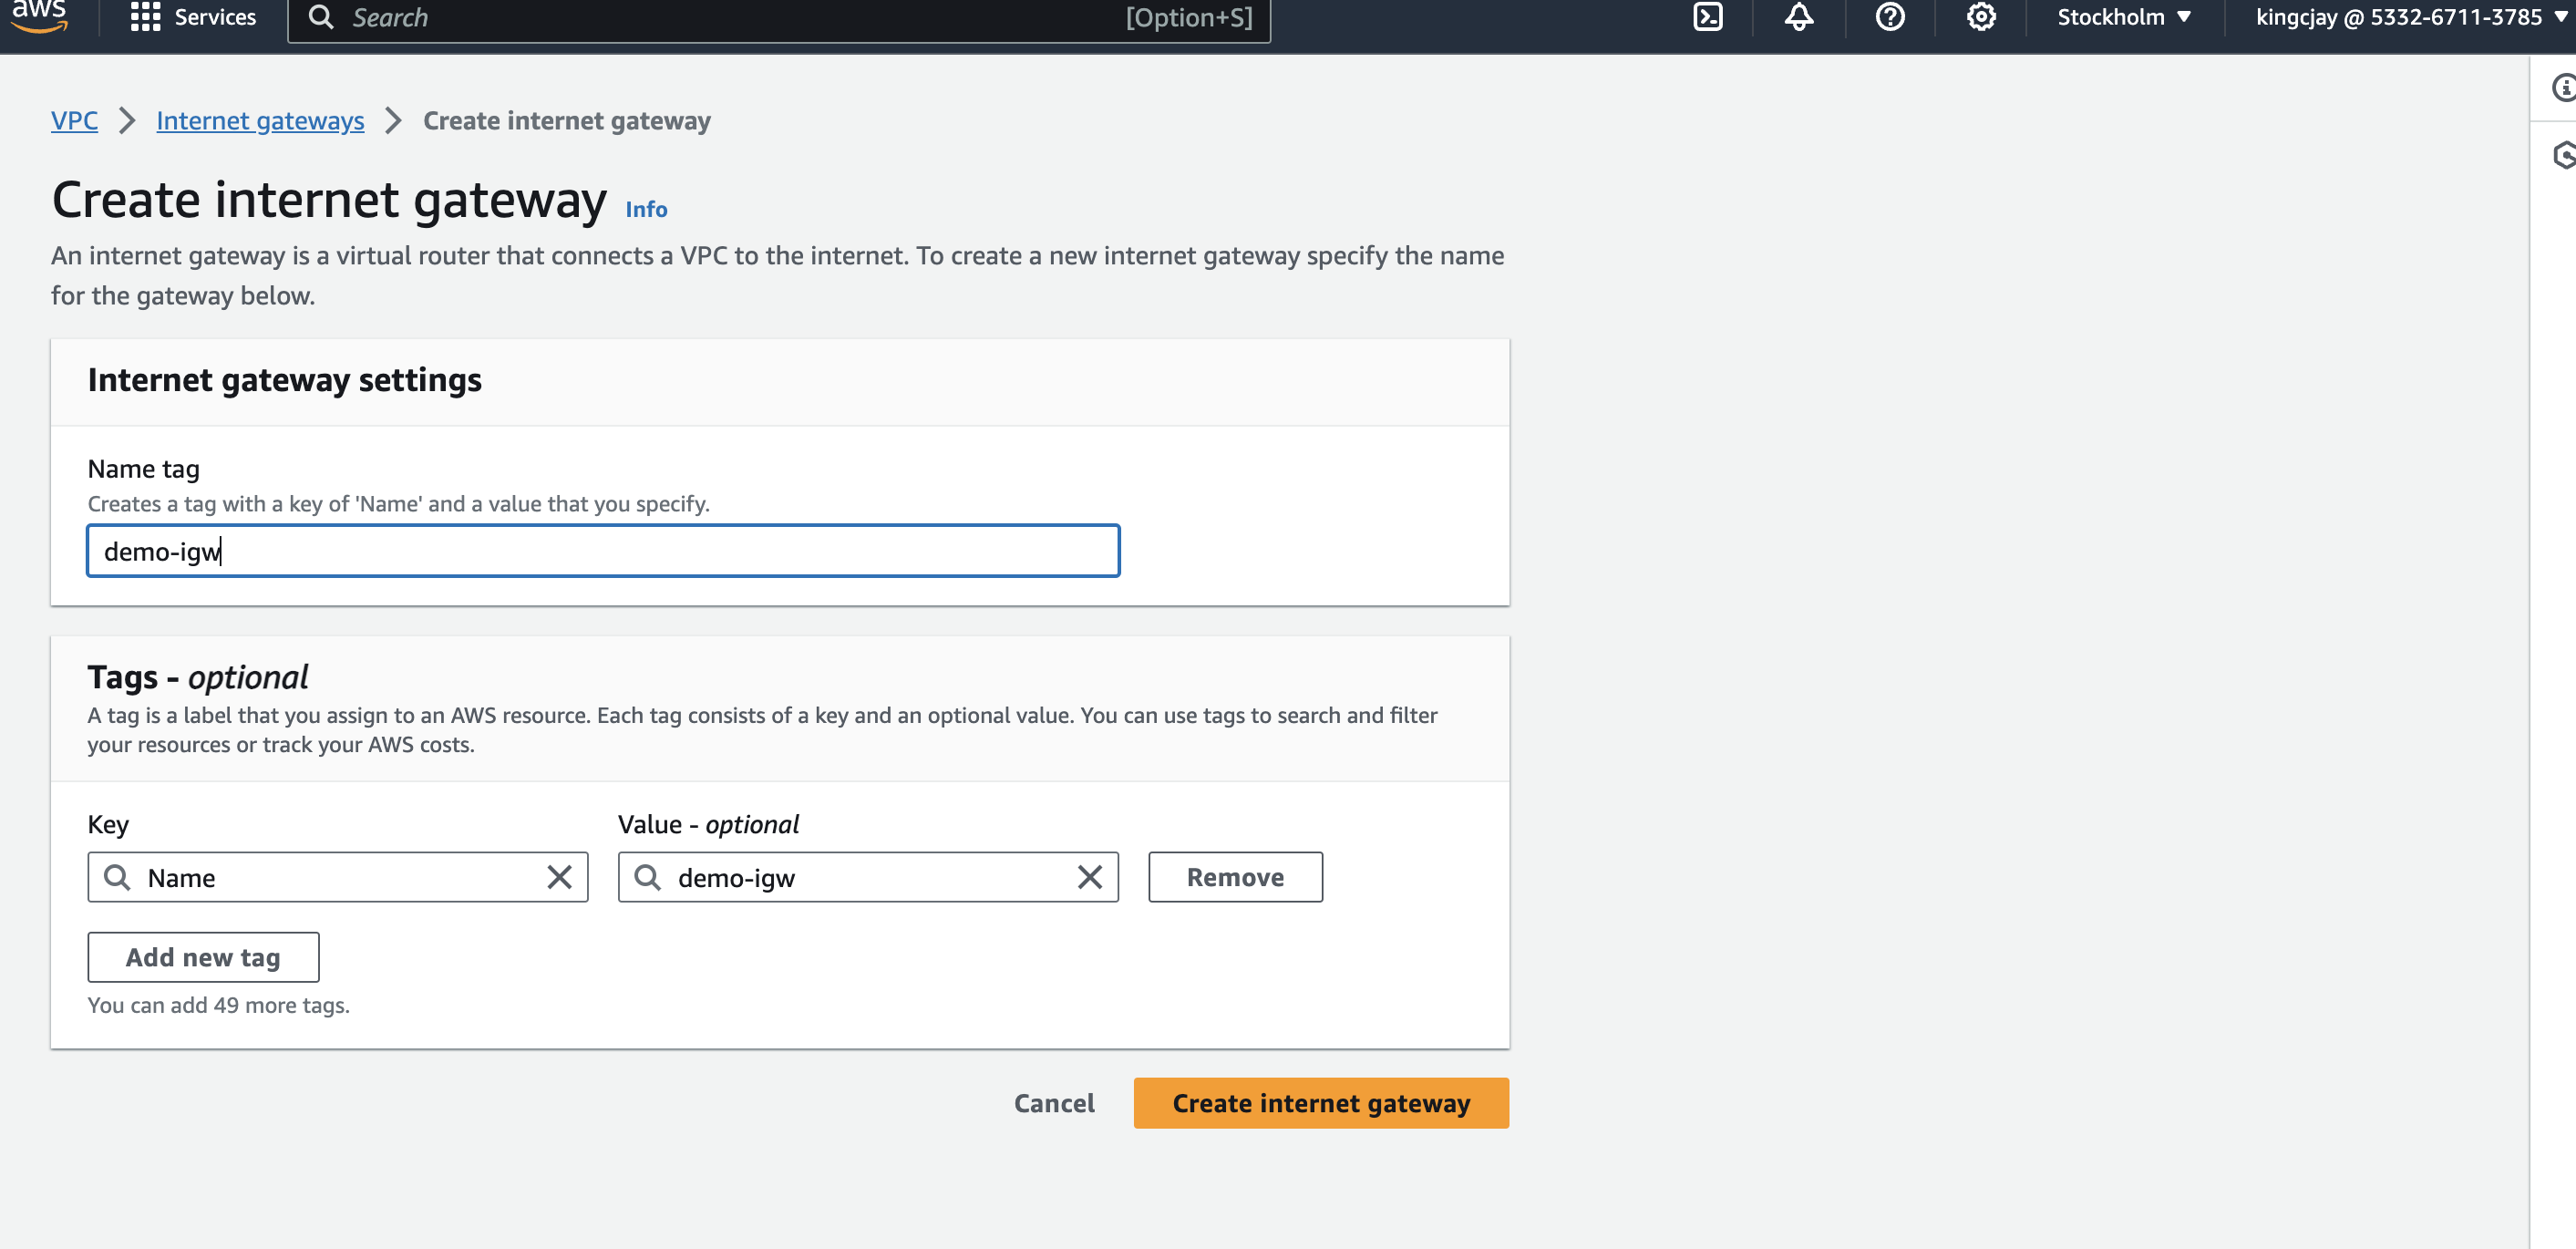 aws
Services
Search
[Option+S]
Stockholm
kingcjay @ 5332-6711-3785
VPC
Internet gateways
Create internet gateway
Create internet gateway Info
An internet gateway is a virtual router that connects a VPC to the internet. To create a new internet gateway specify the name
for the gateway below.
Internet gateway settings
Name tag
Creates a tag with a key of 'Name' and a value that you specify.
demo-igw
Tags - optional
A tag is a label that you assign to an AWS resource. Each tag consists of a key and an optional value. You can use tags to search and filter
your resources or track your AWS costs.
Key
Value - optional
Name
demo-igw
Remove
Add new tag
You can add 49 more tags.
Cancel
Create internet gateway